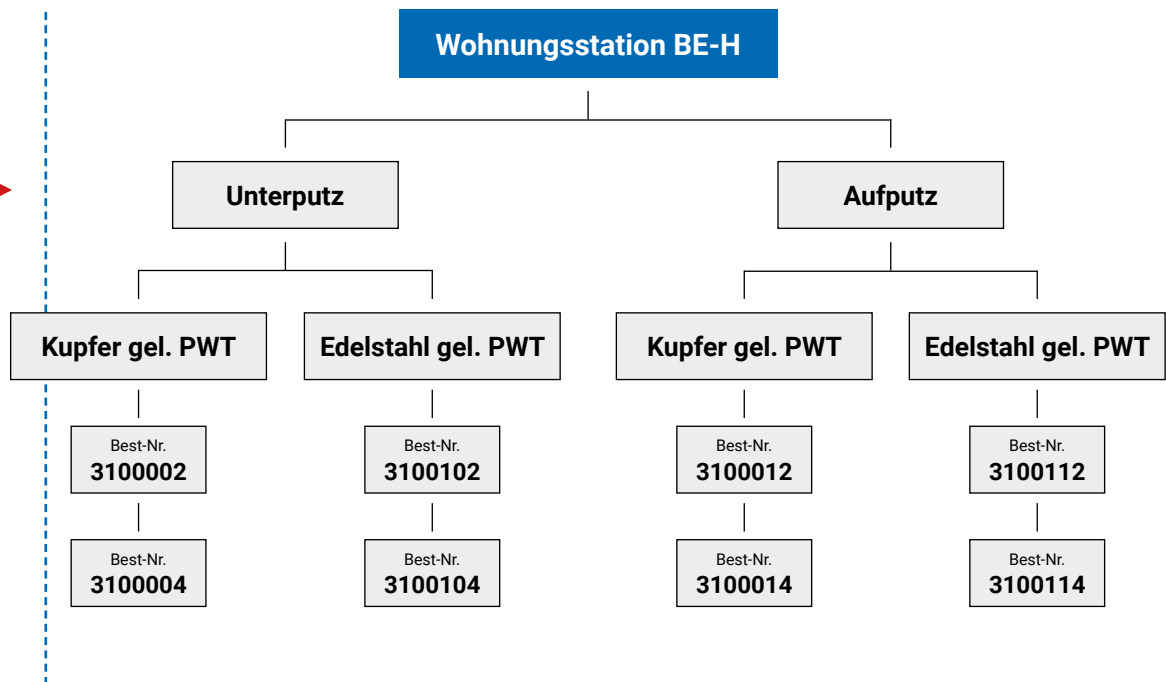 Wohnungsstation BE-H
Unterputz
Aufputz
Kupfer gel. PWT
Edelstahl gel. PWT
Kupfer gel. PWT
Edelstahl gel. PWT
Best-Nr.
3100002
Best-Nr.
3100102
Best-Nr.
3100012
Best-Nr.
3100112
Best-Nr.
3100004
Best-Nr.
3100104
Best-Nr.
3100014
Best-Nr.
3100114